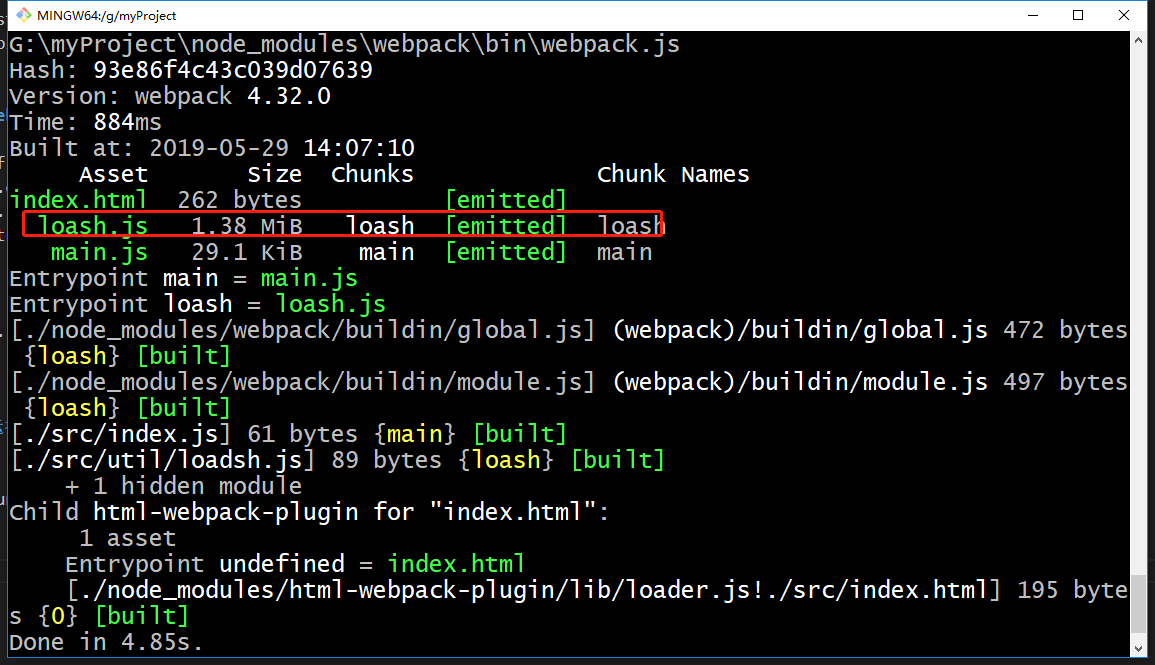 MINGW64:/g/myProject
G:\myProject\node_modules\webpack\bin\webpack.js
Hash: 93e86f4c43c039d07639
Version: webpack 4.32.0
Time: 884ms
Built at: 2019-05-29 14:07:10
Asset Size Chunks Chunk Names
index.html 262 bytes [emitted]
loash.js 1.38 MiB loash [emitted] loash
main.js 29.1 KiB main [emitted] main
Entrypoint main = main.js
Entrypoint loash = loash.js
[./node_modules/webpack/buildin/global.js] (webpack)/buildin/global.js 472 bytes
{loash} [built]
[./node_modules/webpack/buildin/module.js] (webpack)/buildin/module.js 497 bytes
{loash} [built]
[./src/index.js] 61 bytes {main} [built]
[./src/util/loadsh.js] 89 bytes {loash} [built]
+ 1 hidden module
Child html-webpack-plugin for "index.html":
1 asset
Entrypoint undefined = index.html
[./node_modules/html-webpack-plugin/lib/loader.js!./src/index.html] 195 byte
s {0} [built]
Done in 4.85s.